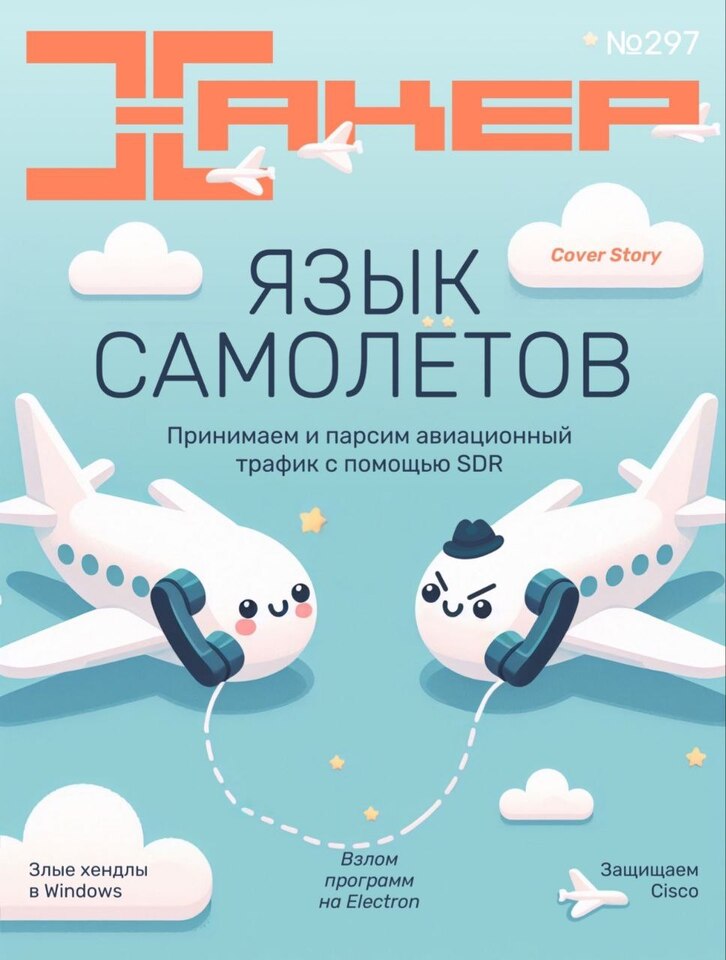 ХАКЕР
№297
Cover Story
ЯЗЫК
САМОЛЁТОВ
Принимаем и парсим авиационный
трафик с помощью SDR
Злые хендлы
в Windows
Взлом
программ
на Electron
Защищаем
Cisco